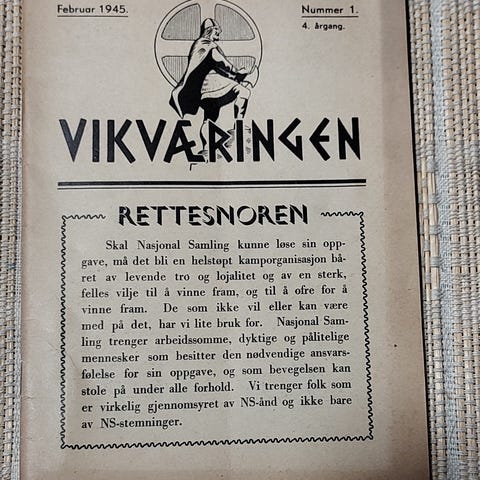 Februar 1945.
Nummer 1.
4. årgang.
VIKVÆRINGEN
RETTESNOREN
Skal Nasjonal Samling kunne løse sin opp-
gave, må det bli en helstøpt kamporganisasjon bå-
ret av levende tro og lojalitet og av en sterk,
felles vilje til å vinne fram, og til å ofre for å
vinne fram. De som ikke vil eller kan være
med på det, har vi lite bruk for. Nasjonal Sam-
ling trenger arbeidssomme, dyktige og pålitelige
mennesker som besitter den nødvendige ansvars-
følelse for sin oppgave, og som bevegelsen kan
stole på under alle forhold. Vi trenger folk som
er virkelig gjennomsyret av NS-ånd og ikke bare
av NS-stemninger.